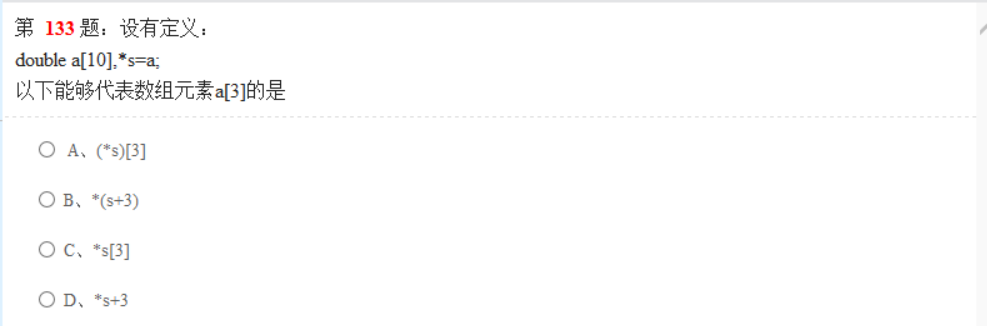 第 133 题：设有定义：
double a[10],*s=a;
以下能够代表数组元素a[3]的是
A、(*s)[3]
B、*(s+3)
C、*s[3]
D、*s+3